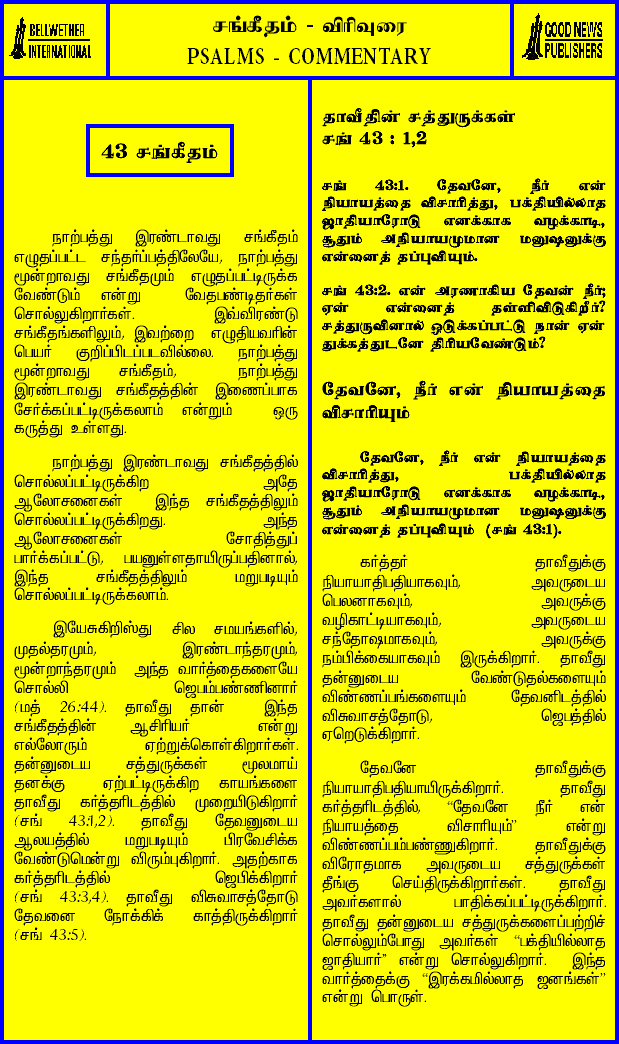 BELLWETHER
INTERNATIONAL
சங்கீதம் - விரிவுரை
PSALMS - COMMENTARY
GOOD NEWS
PUBLISHERS
43 சங்கீதம்
நாற்பத்து இரண்டாவது சங்கீதம்
எழுதப்பட்ட சந்தர்ப்பத்திலேயே, நாற்பத்து
மூன்றாவது சங்கீதமும் எழுதப்பட்டிருக்க
வேண்டும் என்று வேதபண்டிதர்கள்
சொல்லுகிறார்கள். இவ்விரண்டு
சங்கீதங்களிலும், இவற்றை எழுதியவரின்
பெயர் குறிப்பிடப்படவில்லை. நாற்பத்து
மூன்றாவது சங்கீதம், நாற்பத்து
இரண்டாவது சங்கீதத்தின் இணைப்பாக
சேர்க்கப்பட்டிருக்கலாம் என்றும் ஒரு
கருத்து உள்ளது.
நாற்பத்து இரண்டாவது சங்கீதத்தில்
சொல்லப்பட்டிருக்கிற அதே
ஆலோசனைகள் இந்த சங்கீதத்திலும்
சொல்லப்பட்டிருக்கிறது. அந்த
ஆலோசனைகள் சோதித்துப்
பார்க்கப்பட்டு, பயனுள்ளதாயிருப்பதினால்,
இந்த சங்கீதத்திலும் மறுபடியும்
சொல்லப்பட்டிருக்கலாம்.
இயேசுகிறிஸ்து சில சமயங்களில்,
முதல்தரமும், இரண்டாந்தரமும்,
மூன்றாந்தரமும் அந்த வார்த்தைகளையே
சொல்லி ஜெபம்பண்ணினார்
(மத் 26:44). தாவீது தான் இந்த
சங்கீதத்தின் ஆசிரியர் என்று
எல்லோரும் ஏற்றுக்கொள்கிறார்கள்.
தன்னுடைய சத்துருக்கள் மூலமாய்
தனக்கு ஏற்பட்டிருக்கிற காயங்களை
தாவீது கர்த்தரிடத்தில் முறையிடுகிறார்
(சங் 43:1,2). தாவீது தேவனுடைய
ஆலயத்தில் மறுபடியும் பிரவேசிக்க
வேண்டுமென்று விரும்புகிறார். அதற்காக
கர்த்தரிடத்தில் ஜெபிக்கிறார்
(சங் 43:3,4). தாவீது விசுவாசத்தோடு
தேவனை நோக்கிக் காத்திருக்கிறார்
(சங் 43:5).
தாவீதின் சத்துருக்கள்
சங் 43 : 1,2
சங் 43:1. தேவனே, நீர் என்
நியாயத்தை விசாரித்து, பக்தியில்லாத
ஜாதியாரோடு எனக்காக வழக்காடி,
சூதும் அநியாயமுமான மனுஷனுக்கு
என்னைத் தப்புவியும்.
சங் 43:2. என் அரணாகிய தேவன் நீர்;
ஏன் என்னைத் தள்ளிவிடுகிறீர்?
சத்துருவினால் ஒடுக்கப்பட்டு நான் ஏன்
துக்கத்துடனே திரியவேண்டும்?
தேவனே, நீர் என் நியாயத்தை
விசாரியும்
தேவனே, நீர் என் நியாயத்தை
விசாரித்து, பக்தியில்லாத
ஜாதியாரோடு எனக்காக வழக்காடி,
சூதும் அநியாயமுமான மனுஷனுக்கு
என்னைத் தப்புவியும் (சங் 43:1).
கர்த்தர் தாவீதுக்கு
நியாயாதிபதியாகவும், அவருடைய
பெலனாகவும், அவருக்கு
வழிகாட்டியாகவும், அவருடைய
சந்தோஷமாகவும், அவருக்கு
நம்பிக்கையாகவும் இருக்கிறார். தாவீது
தன்னுடைய வேண்டுதல்களையும்
விண்ணப்பங்களையும் தேவனிடத்தில்
விசுவாசத்தோடு, ஜெபத்தில்
ஏறெடுக்கிறார்.
தேவனே தாவீதுக்கு
நியாயாதிபதியாயிருக்கிறார். தாவீது
கர்த்தரிடத்தில், “தேவனே நீர் என்
நியாயத்தை விசாரியும்” என்று
விண்ணப்பம்பண்ணுகிறார். தாவீதுக்கு
விரோதமாக அவருடைய சத்துருக்கள்
தீங்கு செய்திருக்கிறார்கள். தாவீது
அவர்களால் பாதிக்கப்பட்டிருக்கிறார்.
தாவீது தன்னுடைய சத்துருக்களைப்பற்றிச்
சொல்லும்போது அவர்கள் “பக்தியில்லாத
ஜாதியார்” என்று சொல்லுகிறார். இந்த
வார்த்தைக்கு “இரக்கமில்லாத ஜனங்கள்”
என்று பொருள்.